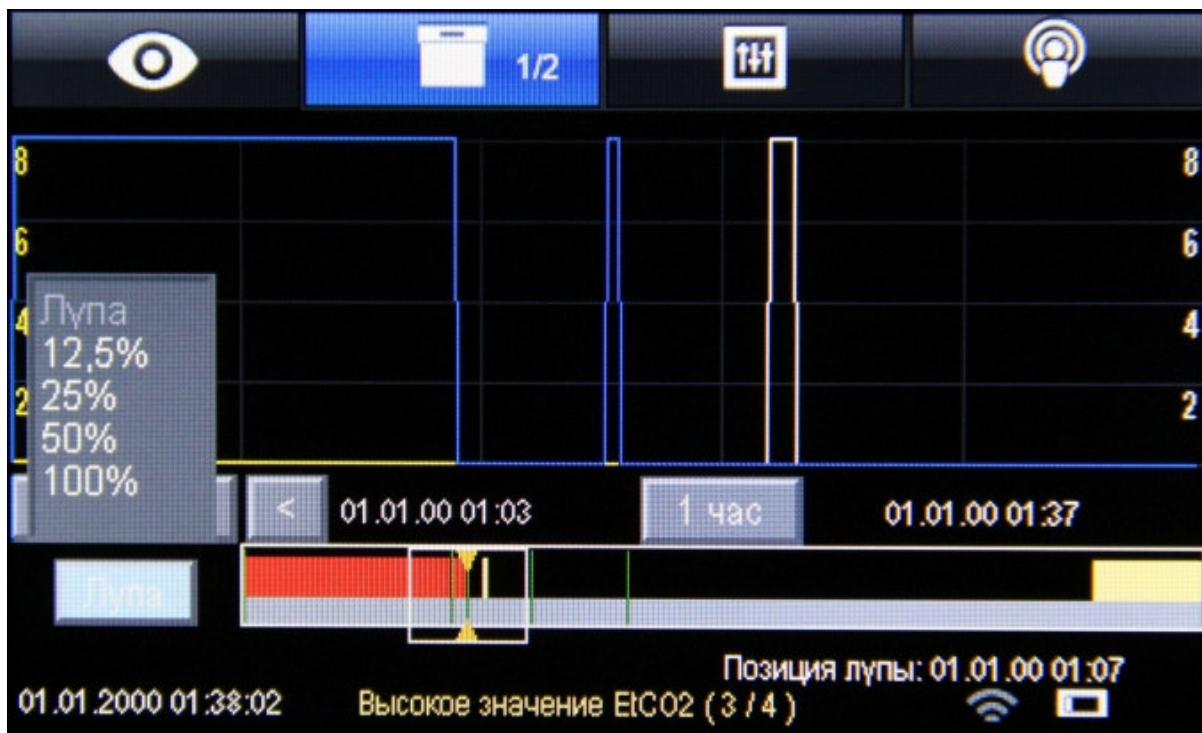 1/2
8 8
6 6
4 4
2 2
Лупа
12,5%
25%
50%
100%
< 01.01.00 01:03 1 час 01.01.00 01:37
Лупа
Позиция лупы: 01.01.00 01:07
01.01.2000 01:38:02 Высокое значение EtCO2 ( 3 / 4 )